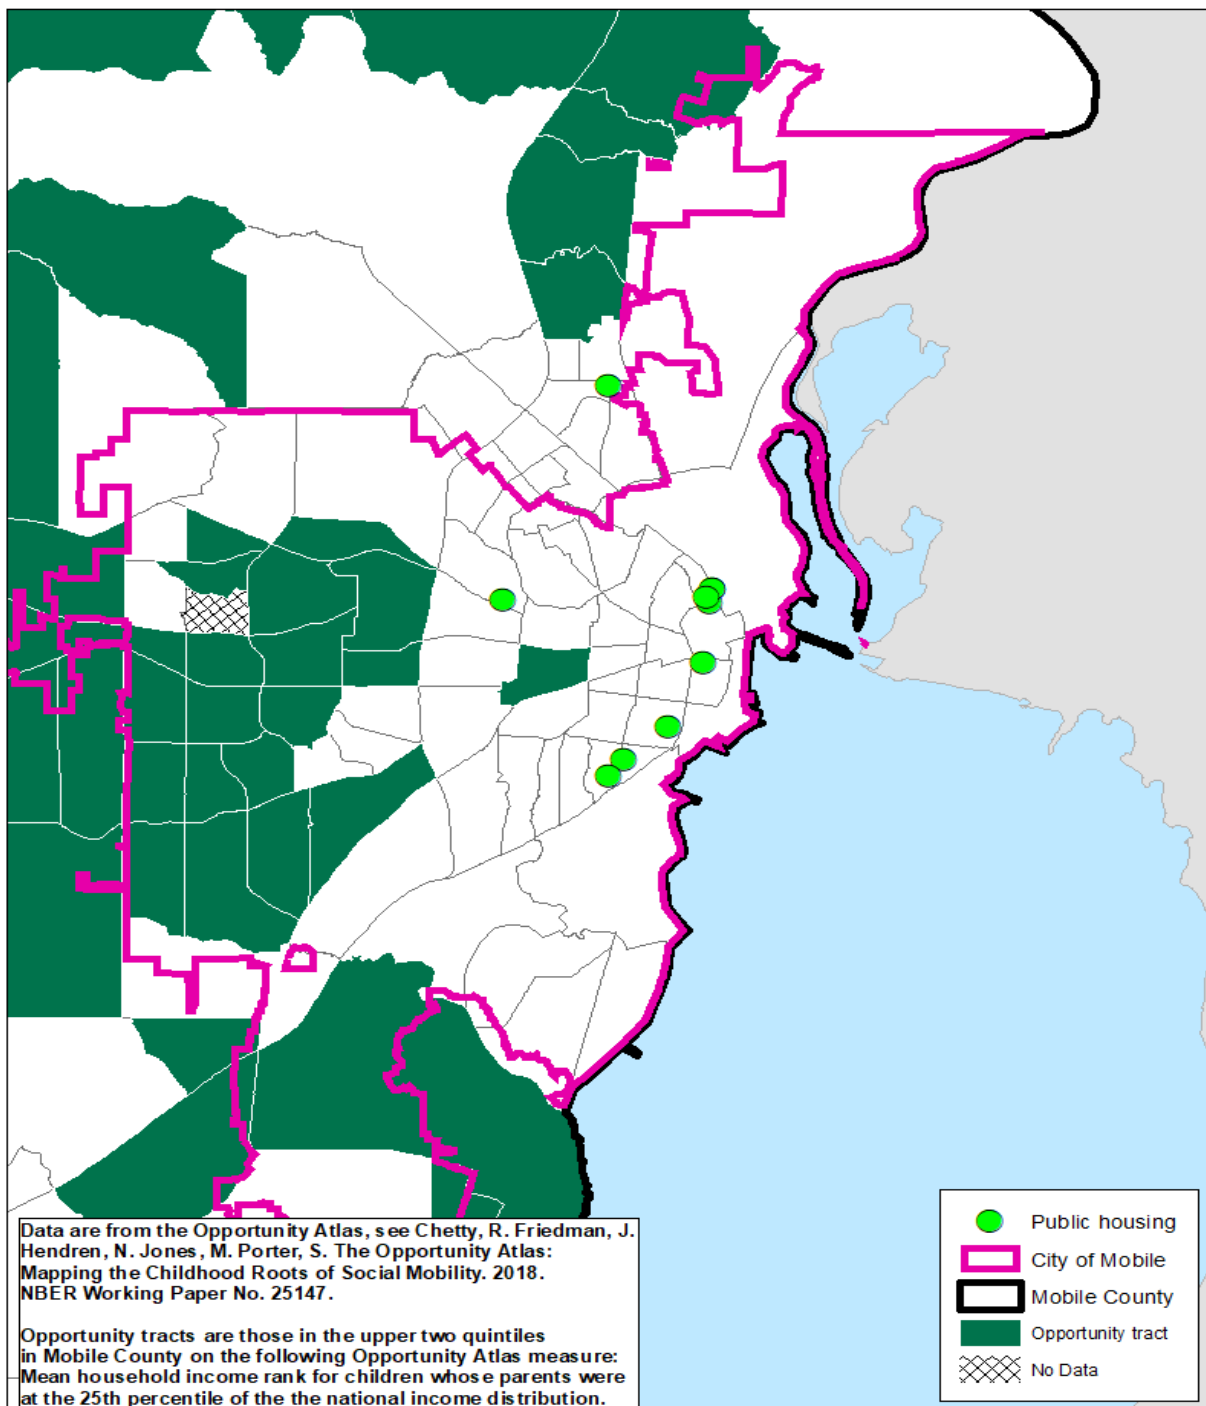 Data are from the Opportunity Atlas, see Chetty, R. Friedman, J.
Hendren, N. Jones, M. Porter, S. The Opportunity Atlas:
Mapping the Childhood Roots of Social Mobility. 2018.
NBER Working Paper No. 25147.
Opportunity tracts are those in the upper two quintiles
in Mobile County on the following Opportunity Atlas measure:
Mean household income rank for children whose parents were
at the 25th percentile of the the national income distribution.
Public housing
City of Mobile
Mobile County
Opportunity tract
No Data